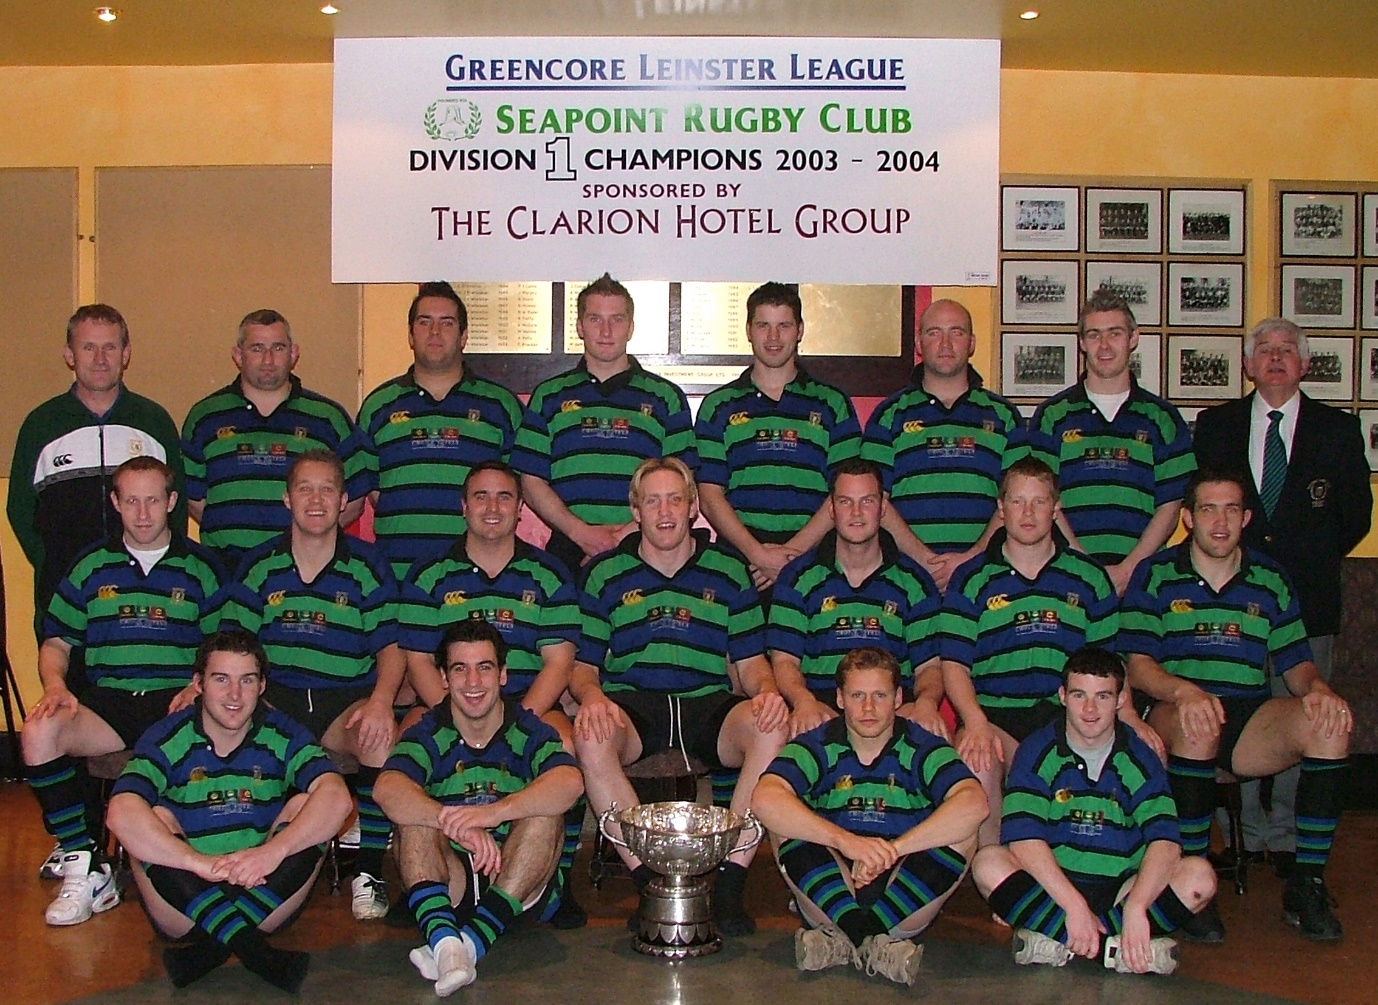 GREENCORE LEINSTER LEAGUE
SEAPOINT RUGBY CLUB
DIVISION 1 CHAMPIONS 2003 - 2004
SPONSORED BY
THE CLARION HOTEL GROUP